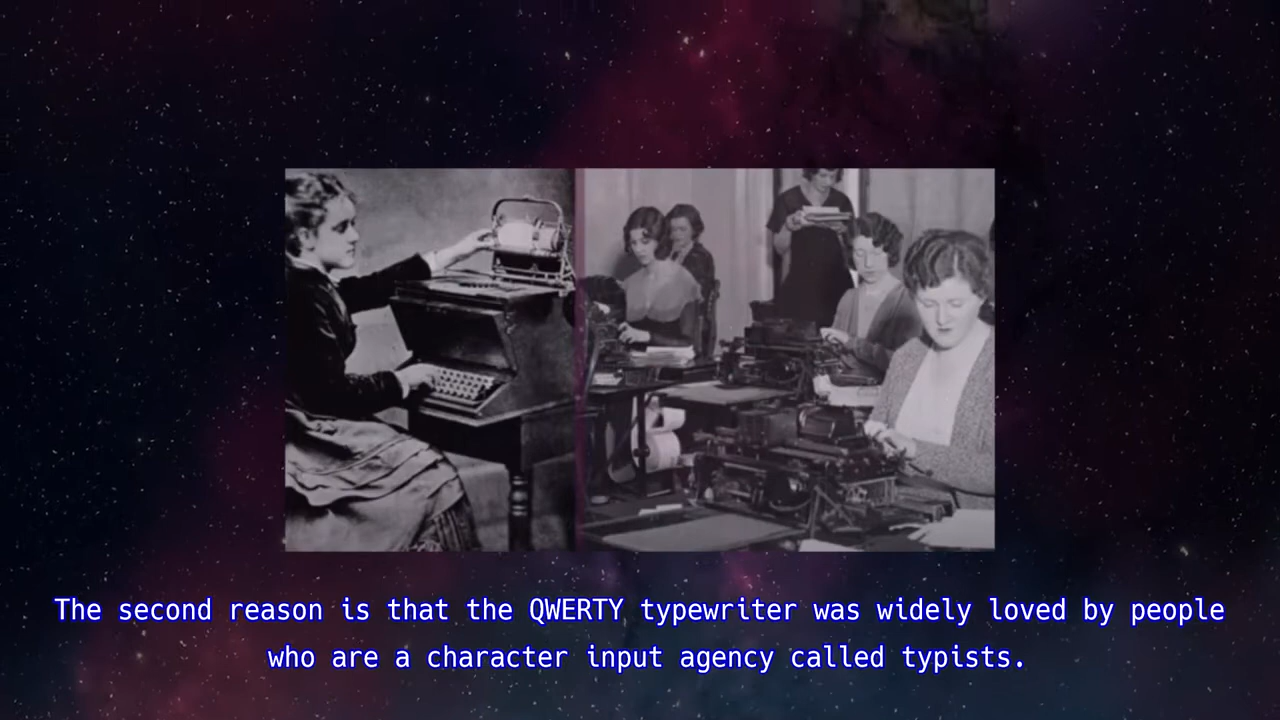 The second reason is that the QWERTY typewriter was widely loved by people
who are a character input agency called typists.